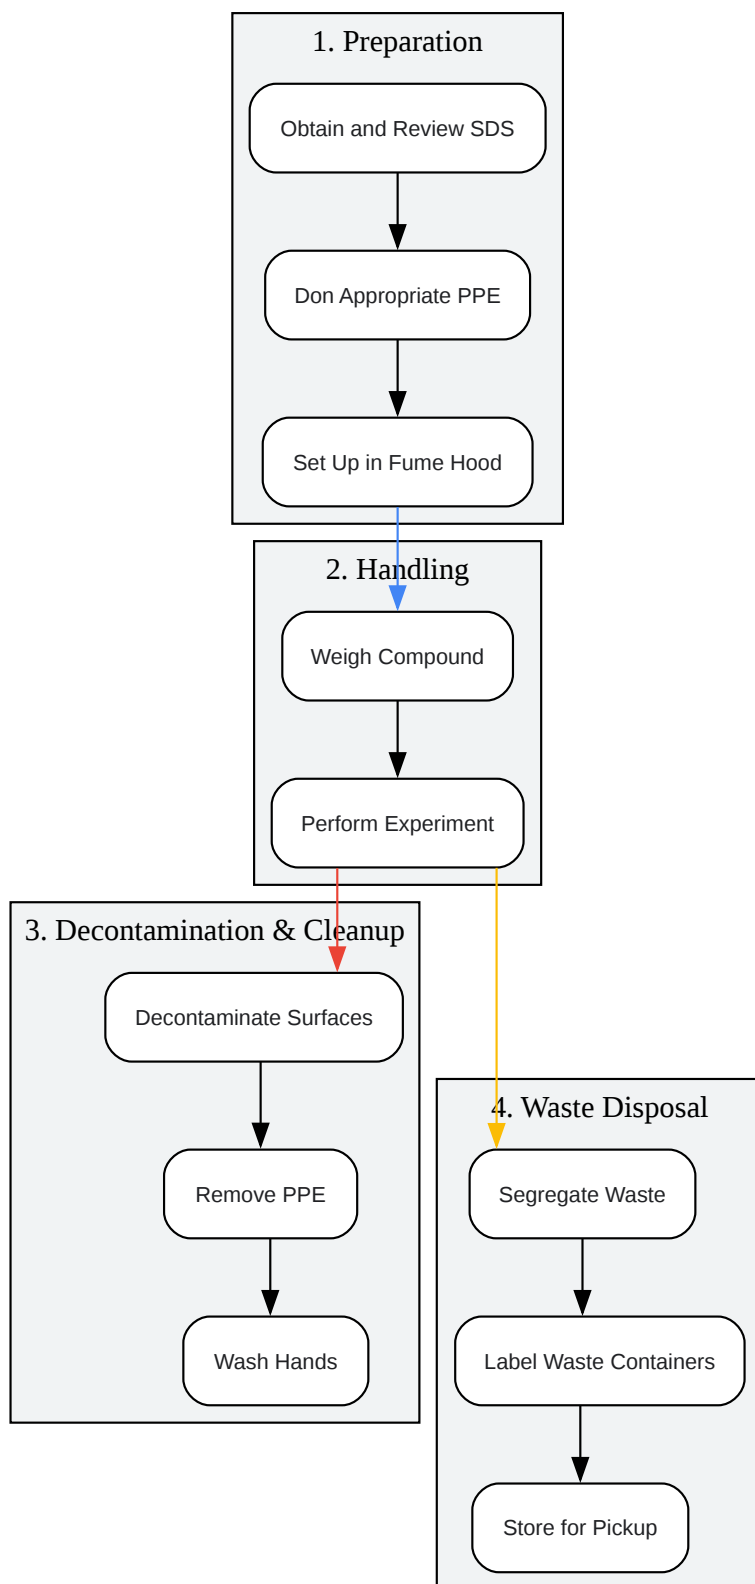 1. Preparation
Obtain and Review SDS
Don Appropriate PPE
Set Up in Fume Hood
2. Handling
Weigh Compound
Perform Experiment
3. Decontamination & Cleanup
Decontaminate Surfaces
Remove PPE
Wash Hands
4. Waste Disposal
Segregate Waste
Label Waste Containers
Store for Pickup